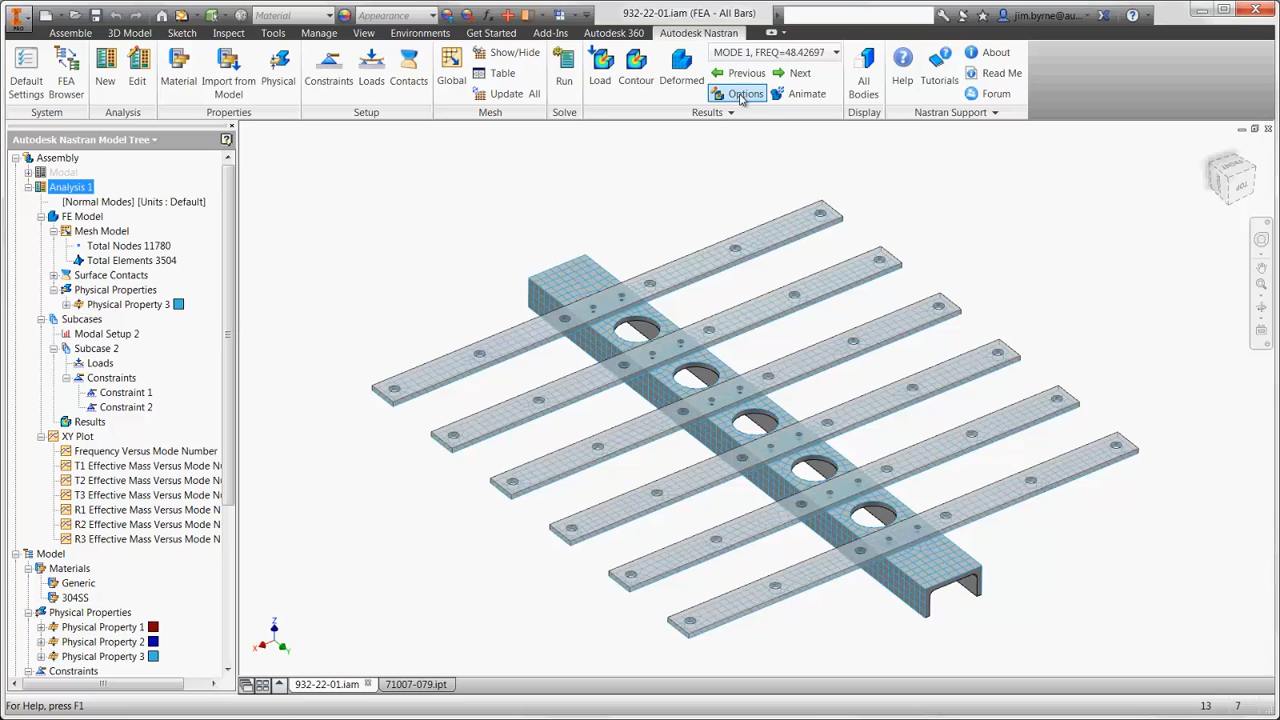 Material
Appearance
932-22-01.iam (FEA - All Bars)
jim.byrne@au...
PRO
Assemble
3D Model
Sketch
Inspect
Tools
Manage
View
Environments
Get Started
Add-Ins
Autodesk 360
Autodesk Nastran
Default Settings
FEA Browser
System
New
Edit
Analysis
Material
Import from Model
Physical
Properties
Constraints
Loads
Contacts
Setup
Global
Show/Hide
Table
Update All
Mesh
Run
Solve
Load
Contour
Deformed
MODE 1, FREQ=48.42697
Previous
Next
Options
Animate
Results
All Bodies
Display
Help
Tutorials
About
Read Me
Forum
Nastran Support
Autodesk Nastran Model Tree
Assembly
Modal
Analysis 1
[Normal Modes] [Units : Default]
FE Model
Mesh Model
Total Nodes 11780
Total Elements 3504
Surface Contacts
Physical Properties
Physical Property 3
Subcases
Modal Setup 2
Subcase 2
Loads
Constraints
Constraint 1
Constraint 2
Results
XY Plot
Frequency Versus Mode Number
T1 Effective Mass Versus Mode Nu
T2 Effective Mass Versus Mode Nu
T3 Effective Mass Versus Mode Nu
R1 Effective Mass Versus Mode N
R2 Effective Mass Versus Mode N
R3 Effective Mass Versus Mode N
Model
Materials
Generic
304SS
Physical Properties
Physical Property 1
Physical Property 2
Physical Property 3
Constraints
FRONT
TOP
Z
X
Y
932-22-01.iam
71007-079.ipt
For Help, press F1
13
7